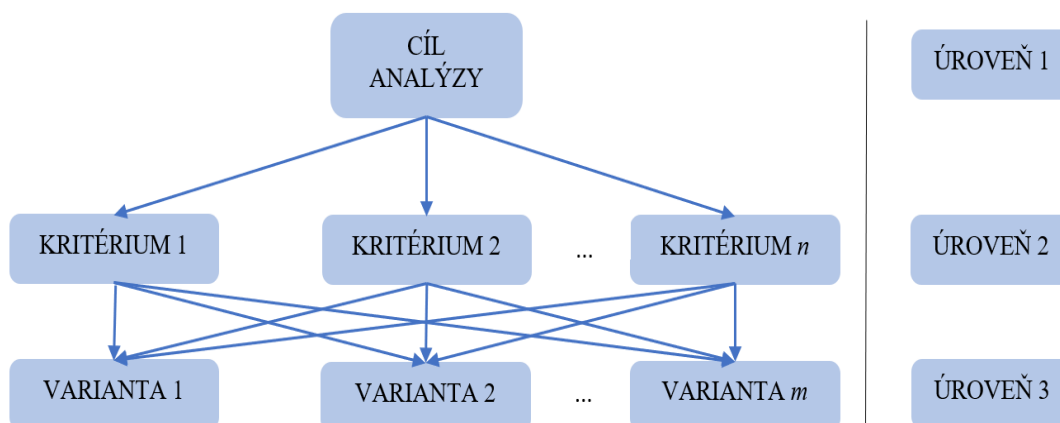 CÍL
ANALÝZY
ÚROVEŇ 1
KRITÉRIUM 1
KRITÉRIUM 2
...
KRITÉRIUM n
ÚROVEŇ 2
VARIANTA 1
VARIANTA 2
...
VARIANTA m
ÚROVEŇ 3